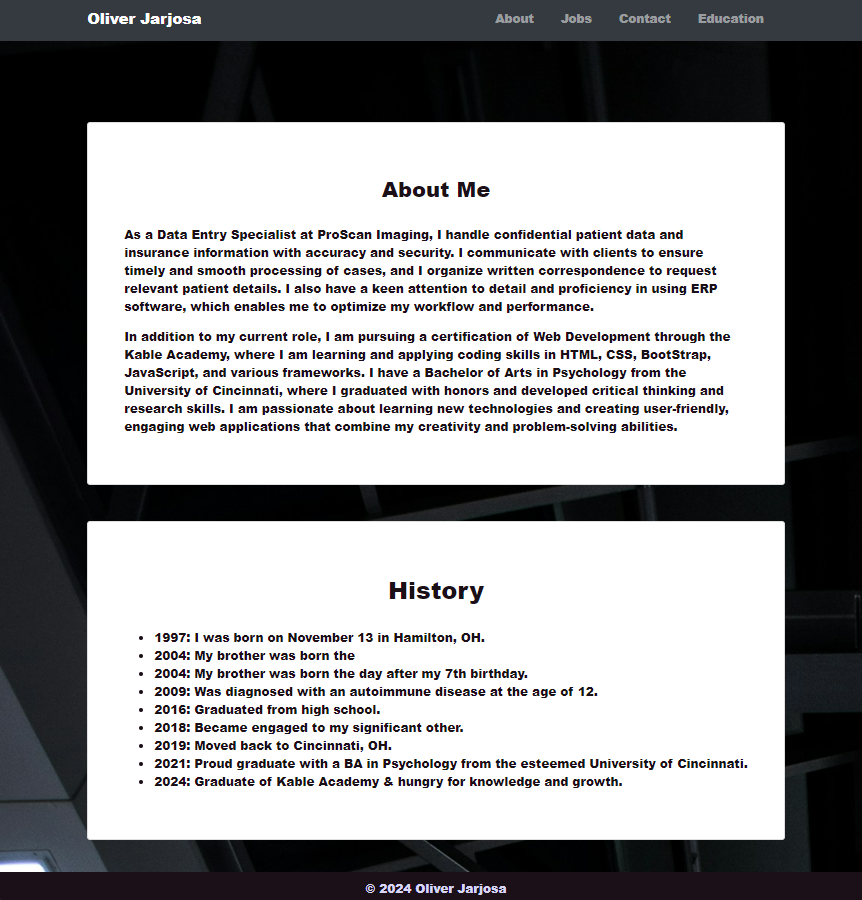 Oliver Jarjosa
About Jobs Contact Education
About Me
As a Data Entry Specialist at ProScan Imaging, I handle confidential patient data and
insurance information with accuracy and security. I communicate with clients to ensure
timely and smooth processing of cases, and I organize written correspondence to request
relevant patient details. I also have a keen attention to detail and proficiency in using ERP
software, which enables me to optimize my workflow and performance.
In addition to my current role, I am pursuing a certification of Web Development through the
Kable Academy, where I am learning and applying coding skills in HTML, CSS, BootStrap,
JavaScript, and various frameworks. I have a Bachelor of Arts in Psychology from the
University of Cincinnati, where I graduated with honors and developed critical thinking and
research skills. I am passionate about learning new technologies and creating user-friendly,
engaging web applications that combine my creativity and problem-solving abilities.
History
• 1997: I was born on November 13 in Hamilton, OH.
• 2004: My brother was born the
• 2004: My brother was born the day after my 7th birthday.
• 2009: Was diagnosed with an autoimmune disease at the age of 12.
• 2016: Graduated from high school.
• 2018: Became engaged to my significant other.
• 2019: Moved back to Cincinnati, OH.
• 2021: Proud graduate with a BA in Psychology from the esteemed University of Cincinnati.
• 2024: Graduate of Kable Academy & hungry for knowledge and growth.
© 2024 Oliver Jarjosa